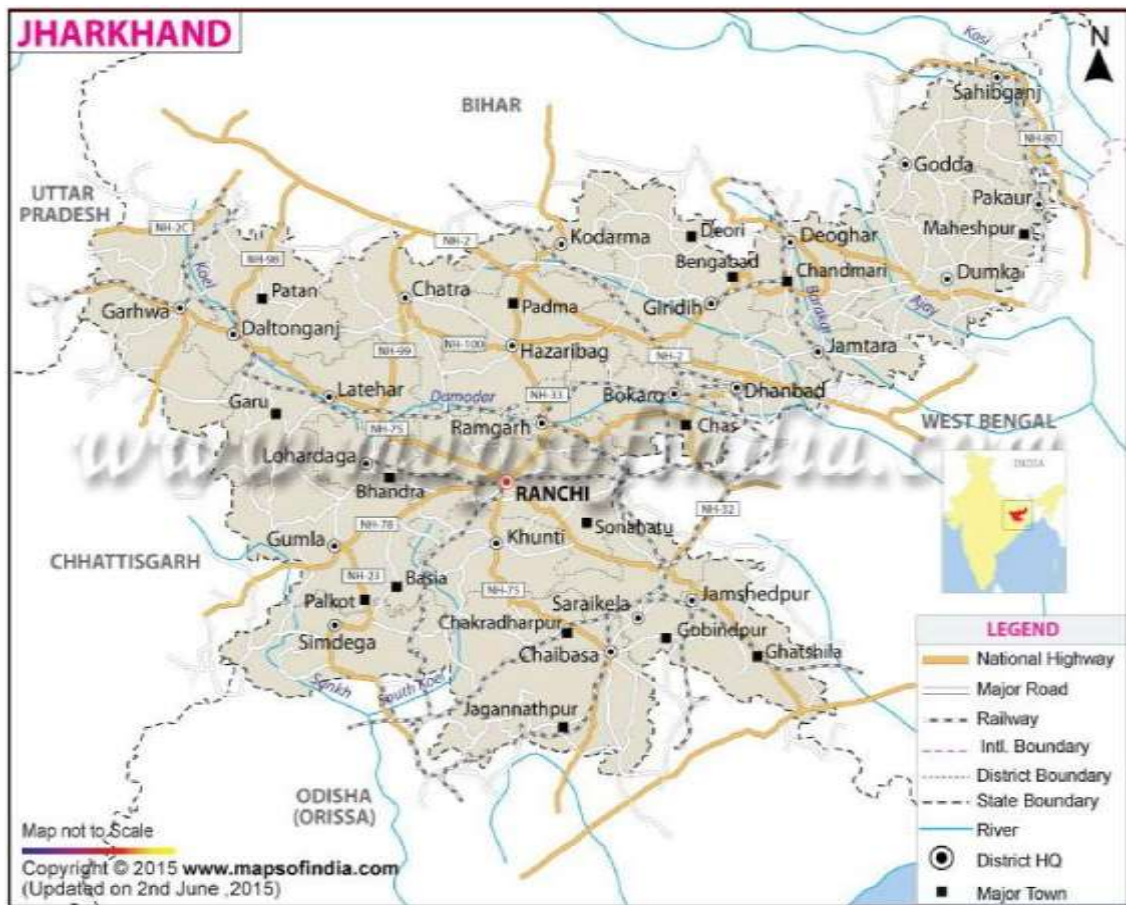 JHARKHAND
N
BIHAR
UTTAR
PRADESH
CHHATTISGARH
ODISHA
(ORISSA)
WEST BENGAL
Kosi
Sahibganj
NH-80
Godda
Pakaur
Maheshpur
Dumka
Deoghar
Deori
Bengabad
Chandmari
Kodarma
NH-2
NH-2C
NH-98
Koel
Patan
Chatra
Padma
Giridih
Barakar
Ajay
Garhwa
Daltonganj
NH-99
NH-100
Hazaribag
NH-2
Jamtara
Latehar
Damodar
NH-33
Bokaro
Dhanbad
Garu
NH-75
Ramgarh
Chas
www.mapsofindia.com
Lohardaga
Bhandra
RANCHI
INDIA
NH-78
Sonahatu
NH-32
Gumla
Khunti
NH-23
Basia
NH-75
Palkot
Saraikela
Jamshedpur
Simdega
Chakradharpur
Gobindpur
Chaibasa
Ghatshila
Sankh
South Koel
Jagannathpur
LEGEND
National Highway
Major Road
Railway
Intl. Boundary
District Boundary
State Boundary
River
District HQ
Major Town
Map not to Scale
Copyright © 2015 www.mapsofindia.com
(Updated on 2nd June ,2015)